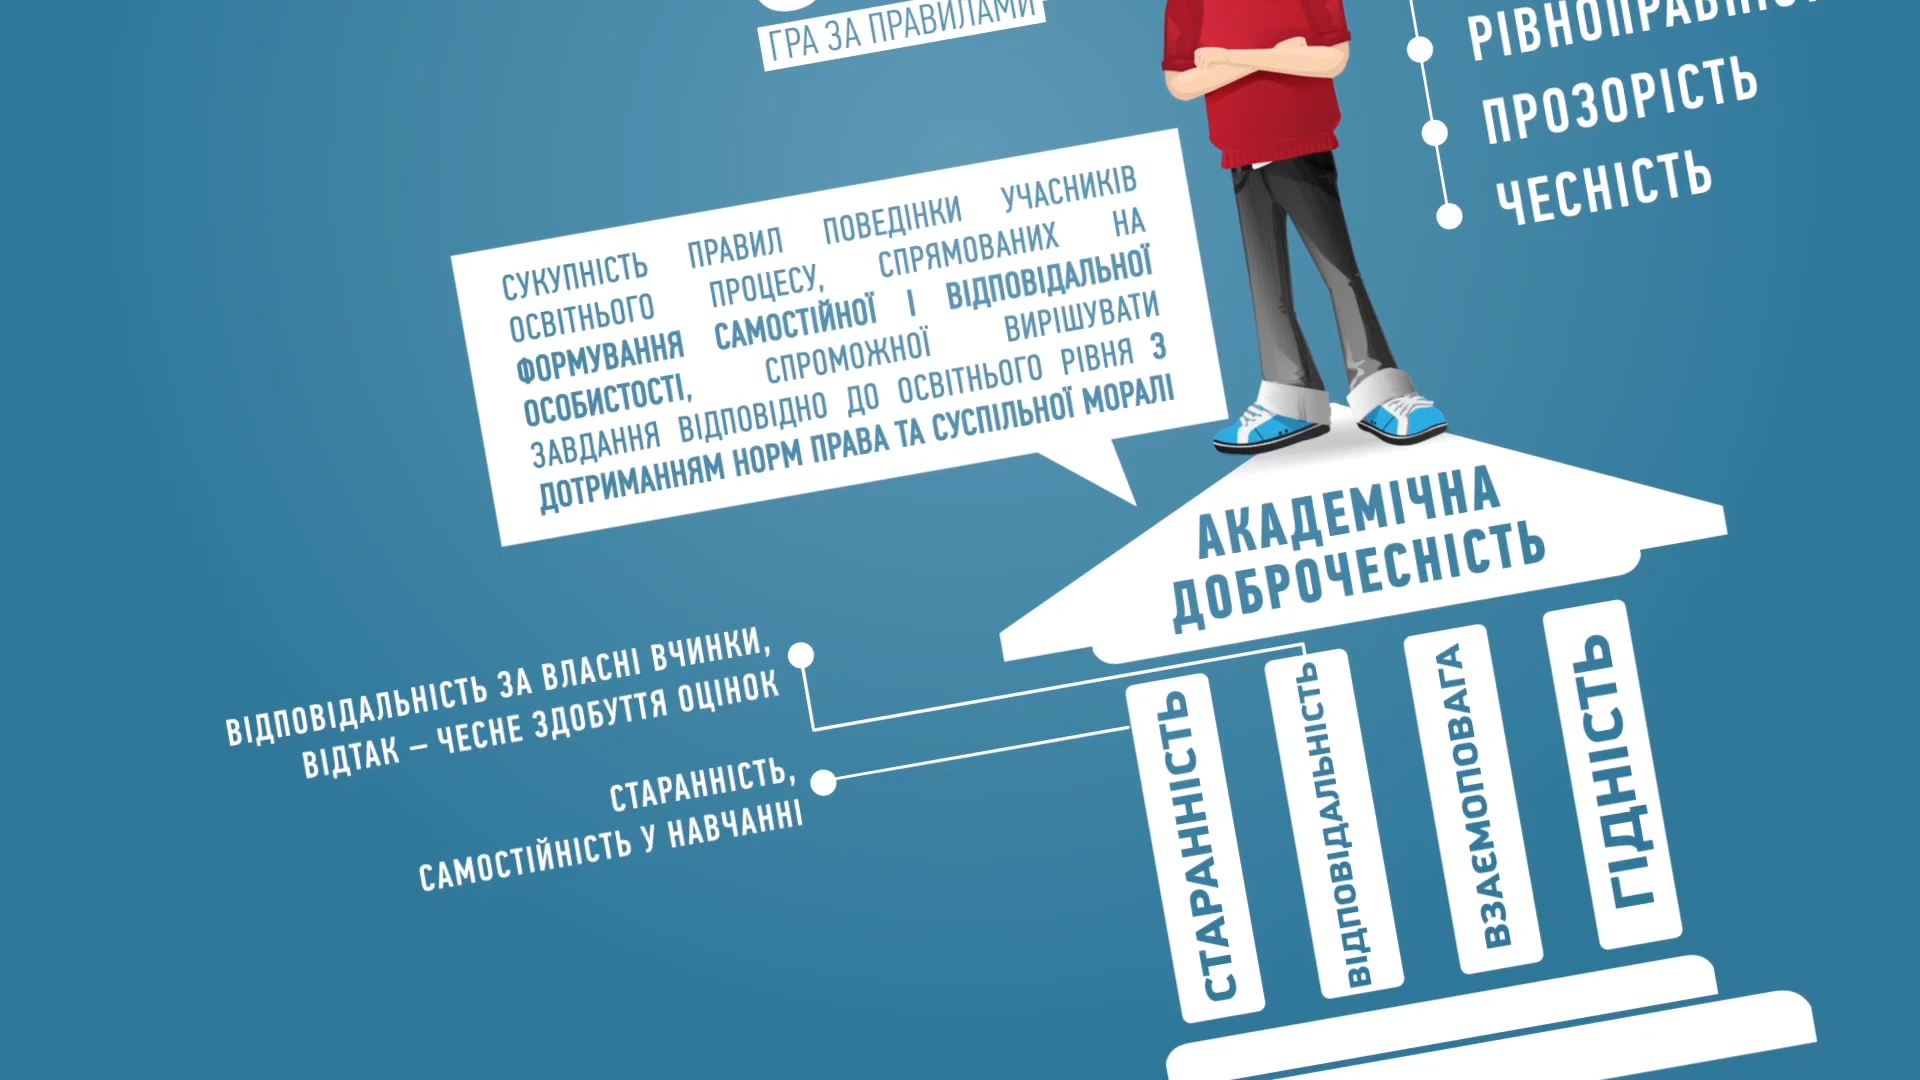 ГРА ЗА ПРАВИЛАМИ
ПРОЗОРІСТЬ
ЧЕСНІСТЬ
СУКУПНІСТЬ ПРАВИЛ ПОВЕДІНКИ УЧАСНИКІВ
ОСВІТНЬОГО ПРОЦЕСУ, СПРЯМОВАНИХ НА
ФОРМУВАННЯ САМОСТІЙНОЇ І ВІДПОВІДАЛЬНОЇ
ОСОБИСТОСТІ, СПРОМОЖНОЇ ВИРІШУВАТИ
ЗАВДАННЯ ВІДПОВІДНО ДО ОСВІТНЬОГО РІВНЯ З
ДОТРИМАННЯМ НОРМ ПРАВА ТА СУСПІЛЬНОЇ МОРАЛІ
АКАДЕМІЧНА
ДОБРОЧЕСНІСТЬ
ВІДПОВІДАЛЬНІСТЬ ЗА ВЛАСНІ ВЧИНКИ,
ВІДТАК – ЧЕСНЕ ЗДОБУТТЯ ОЦІНОК
СТАРАННІСТЬ,
САМОСТІЙНІСТЬ У НАВЧАННІ
СТАРАННІСТЬ
ВІДПОВІДАЛЬНІСТЬ
ВЗАЄМОПОВАГА
ГІДНІСТЬ